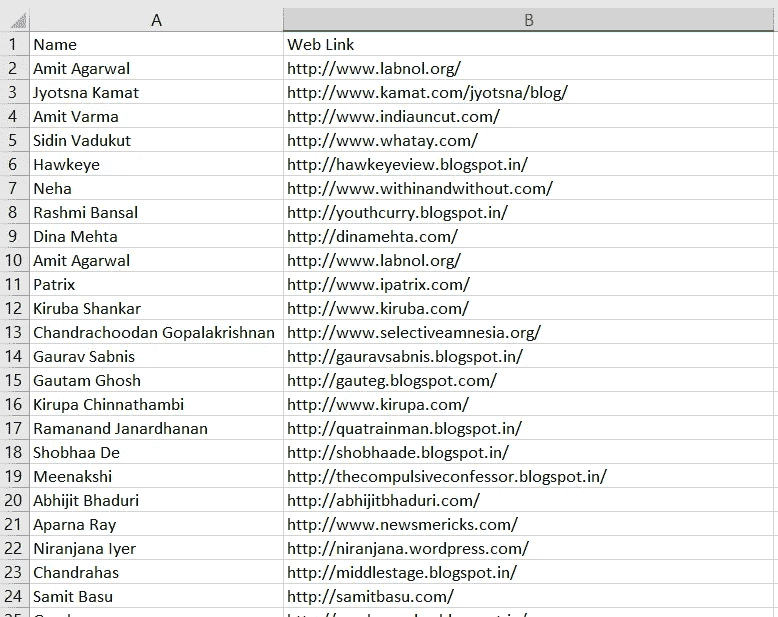 A B
1 Name Web Link
2 Amit Agarwal http://www.labnol.org/
3 Jyotsna Kamat http://www.kamat.com/jyotsna/blog/
4 Amit Varma http://www.indiauncut.com/
5 Sidin Vadukut http://www.whatay.com/
6 Hawkeye http://hawkeyeview.blogspot.in/
7 Neha http://www.withinandwithout.com/
8 Rashmi Bansal http://youthcurry.blogspot.in/
9 Dina Mehta http://dinamehta.com/
10 Amit Agarwal http://www.labnol.org/
11 Patrix http://www.ipatrix.com/
12 Kiruba Shankar http://www.kiruba.com/
13 Chandrachoodan Gopalakrishnan http://www.selectiveamnesia.org/
14 Gaurav Sabnis http://gauravsabnis.blogspot.in/
15 Gautam Ghosh http://gauteg.blogspot.com/
16 Kirupa Chinnathambi http://www.kirupa.com/
17 Ramanand Janardhanan http://quatrainman.blogspot.in/
18 Shobhaa De http://shobhaade.blogspot.in/
19 Meenakshi http://thecompulsiveconfessor.blogspot.in/
20 Abhijit Bhaduri http://abhijitbhaduri.com/
21 Aparna Ray http://www.newsmericks.com/
22 Niranjana Iyer http://niranjana.wordpress.com/
23 Chandrahas http://middlestage.blogspot.in/
24 Samit Basu http://samitbasu.com/